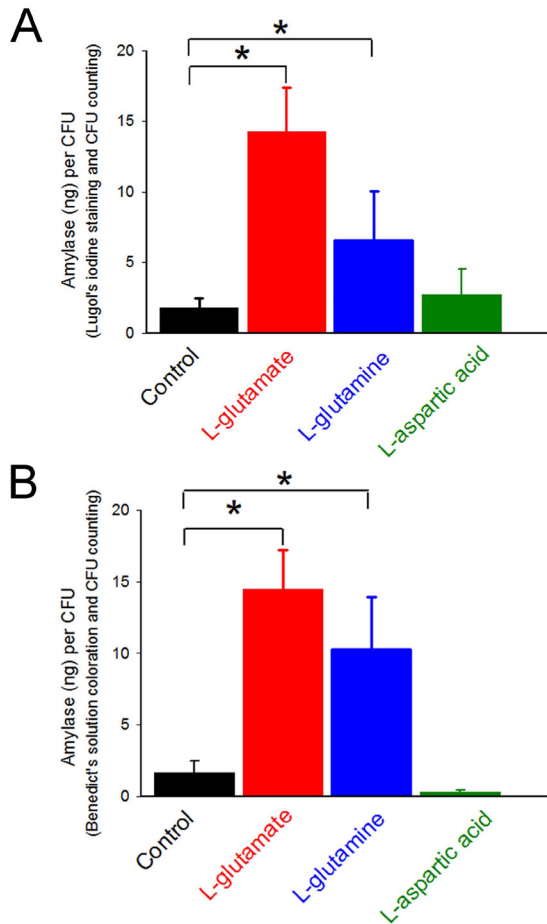 A
Amylase (ng) per CFU
(Lugol's iodine staining and CFU counting)
20
15
10
5
0
*
*
Control
L-glutamate
L-glutamine
L-aspartic acid
B
Amylase (ng) per CFU
(Benedict's solution coloration and CFU counting)
20
15
10
5
0
*
*
Control
L-glutamate
L-glutamine
L-aspartic acid